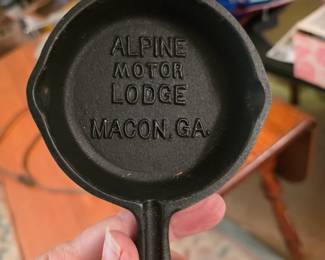 ALPINE
MOTOR
LODGE
MACON, GA.